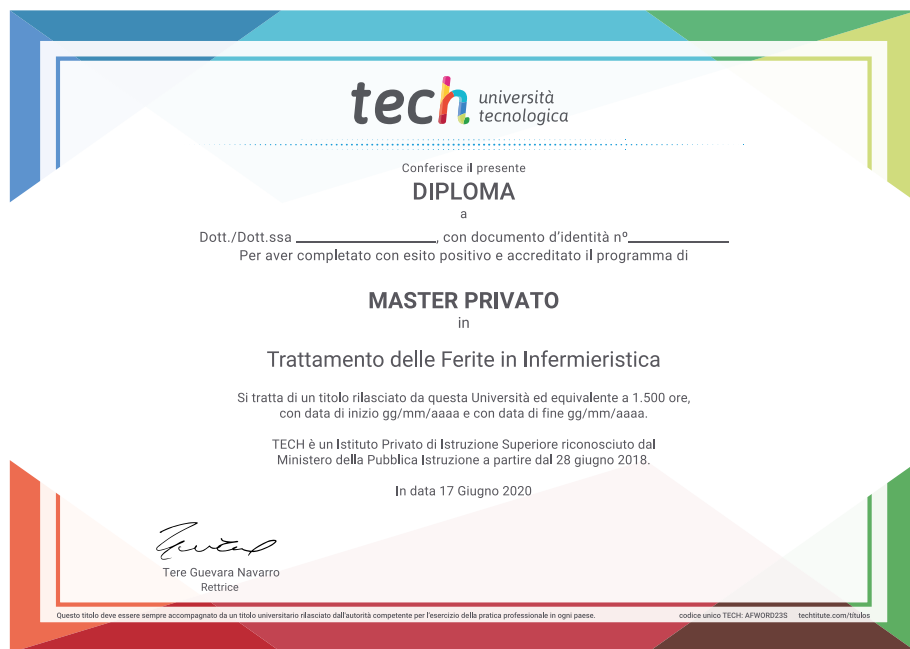 tech università
tecnologica
Conferisce il presente
DIPLOMA
a
Dott./Dott.ssa _______________, con documento d'identità nº___________
Per aver completato con esito positivo e accreditato il programma di
MASTER PRIVATO
in
Trattamento delle Ferite in Infermieristica
Si tratta di un titolo rilasciato da questa Università ed equivalente a 1.500 ore,
con data di inizio gg/mm/aaaa e con data di fine gg/mm/aaaa.
TECH è un Istituto Privato di Istruzione Superiore riconosciuto dal
Ministero della Pubblica Istruzione a partire dal 28 giugno 2018.
In data 17 Giugno 2020
Tere Guevara Navarro
Rettrice
Questo titolo deve essere sempre accompagnato da un titolo universitario rilasciato dall'autorità competente per l'esercizio della pratica professionale in ogni paese. codice unico TECH: AFWORD23S techtitute.com/títulos